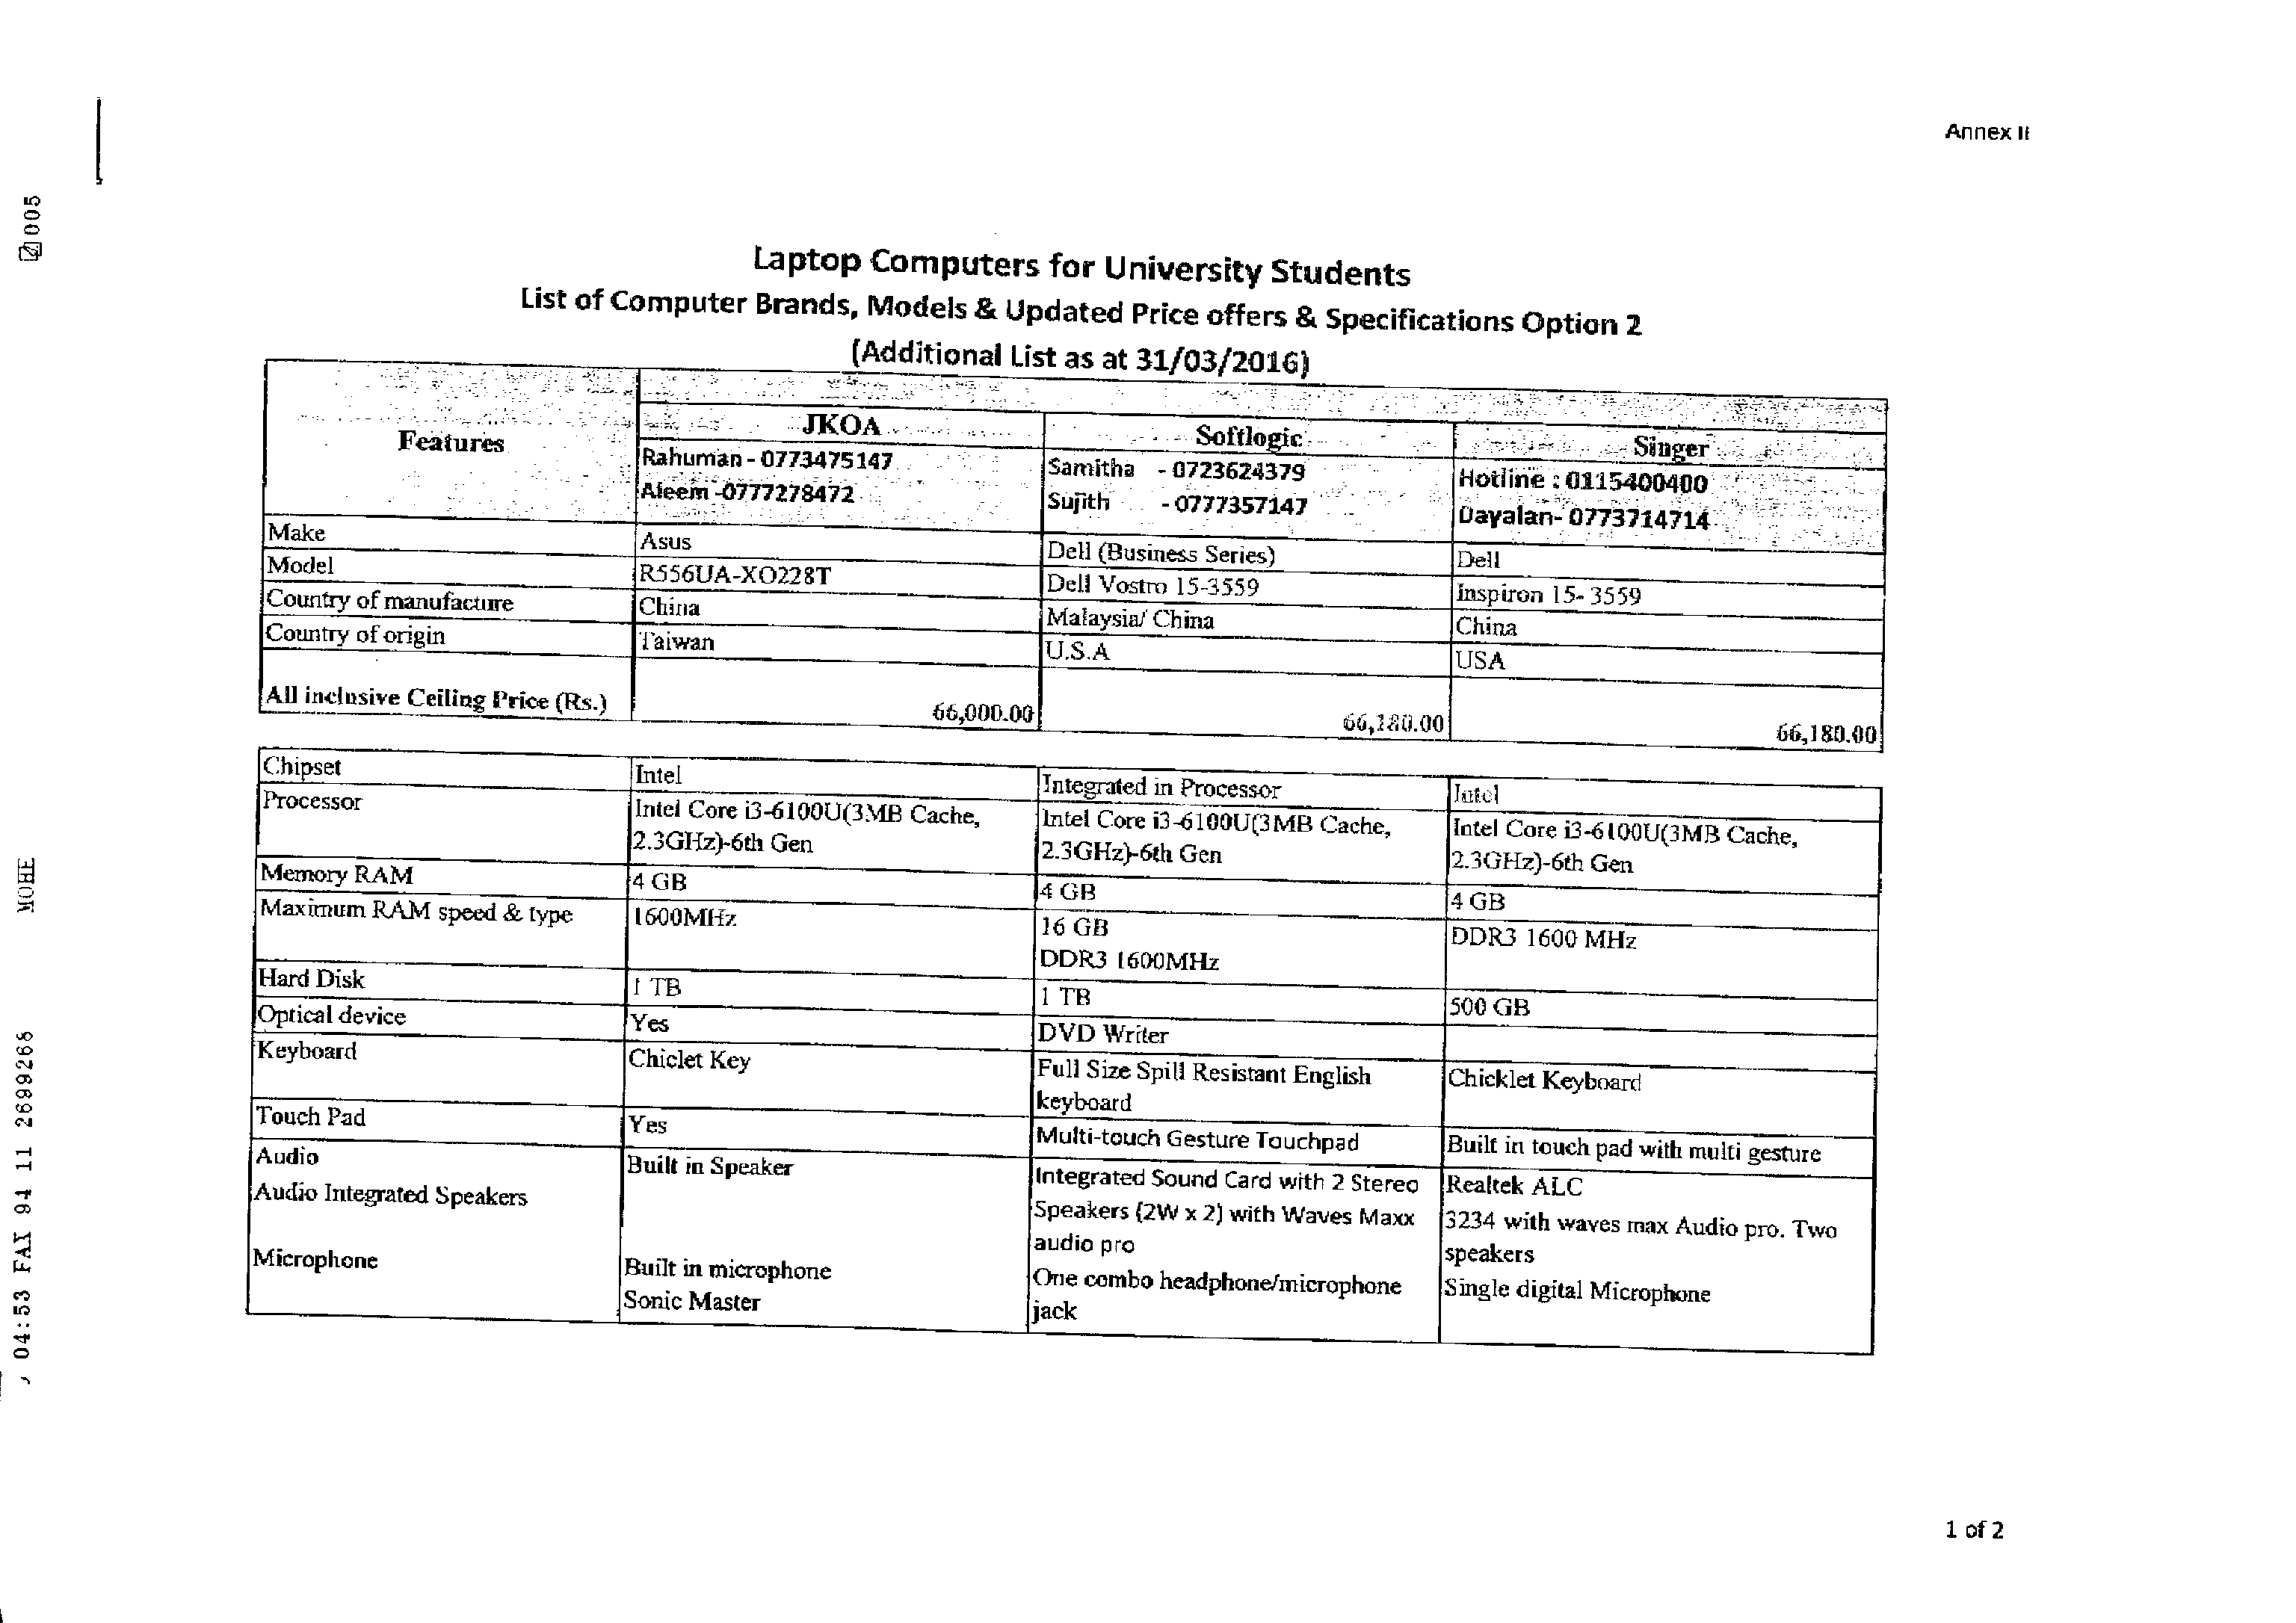 Annex II
005
Laptop Computers for University Students
List of Computer Brands, Models & Updated Price offers & Specifications Option 2
(Additional List as at 31/03/2016)
Features JKOA Softlogic Singer
Rahuman - 0773475147 Samitha - 0723624379 Hotline : 0115400400
Aleem -0777278472 Sujith - 0777357147 Dayalan- 0773714714
Make Asus Dell (Business Series) Dell
Model R556UA-XO228T Dell Vostro 15-3559 Inspiron 15- 3559
Country of manufacture China Malaysia/ China China
Country of origin Taiwan U.S.A USA
All inclusive Ceiling Price (Rs.) 66,000.00 66,180.00 66,180.00
Chipset Intel Integrated in Processor Intel
Processor Intel Core i3-6100U(3MB Cache, Intel Core i3-6100U(3MB Cache, Intel Core i3-6100U(3MB Cache,
2.3GHz)-6th Gen 2.3GHz)-6th Gen 2.3GHz)-6th Gen
Memory RAM 4 GB 4 GB 4 GB
Maximum RAM speed & type 1600MHz 16 GB DDR3 1600 MHz
DDR3 1600MHz
Hard Disk 1 TB 1 TB 500 GB
Optical device Yes DVD Writer
Keyboard Chiclet Key Full Size Spill Resistant English Chicklet Keyboard
keyboard
Touch Pad Yes Multi-touch Gesture Touchpad Built in touch pad with multi gesture
Audio Built in Speaker Integrated Sound Card with 2 Stereo Realtek ALC
Audio Integrated Speakers Speakers (2W x 2) with Waves Maxx 3234 with waves max Audio pro. Two
audio pro speakers
Microphone Built in microphone One combo headphone/microphone Single digital Microphone
Sonic Master jack
04:53 FAX 94 11 2699266 MOHE
1 of 2